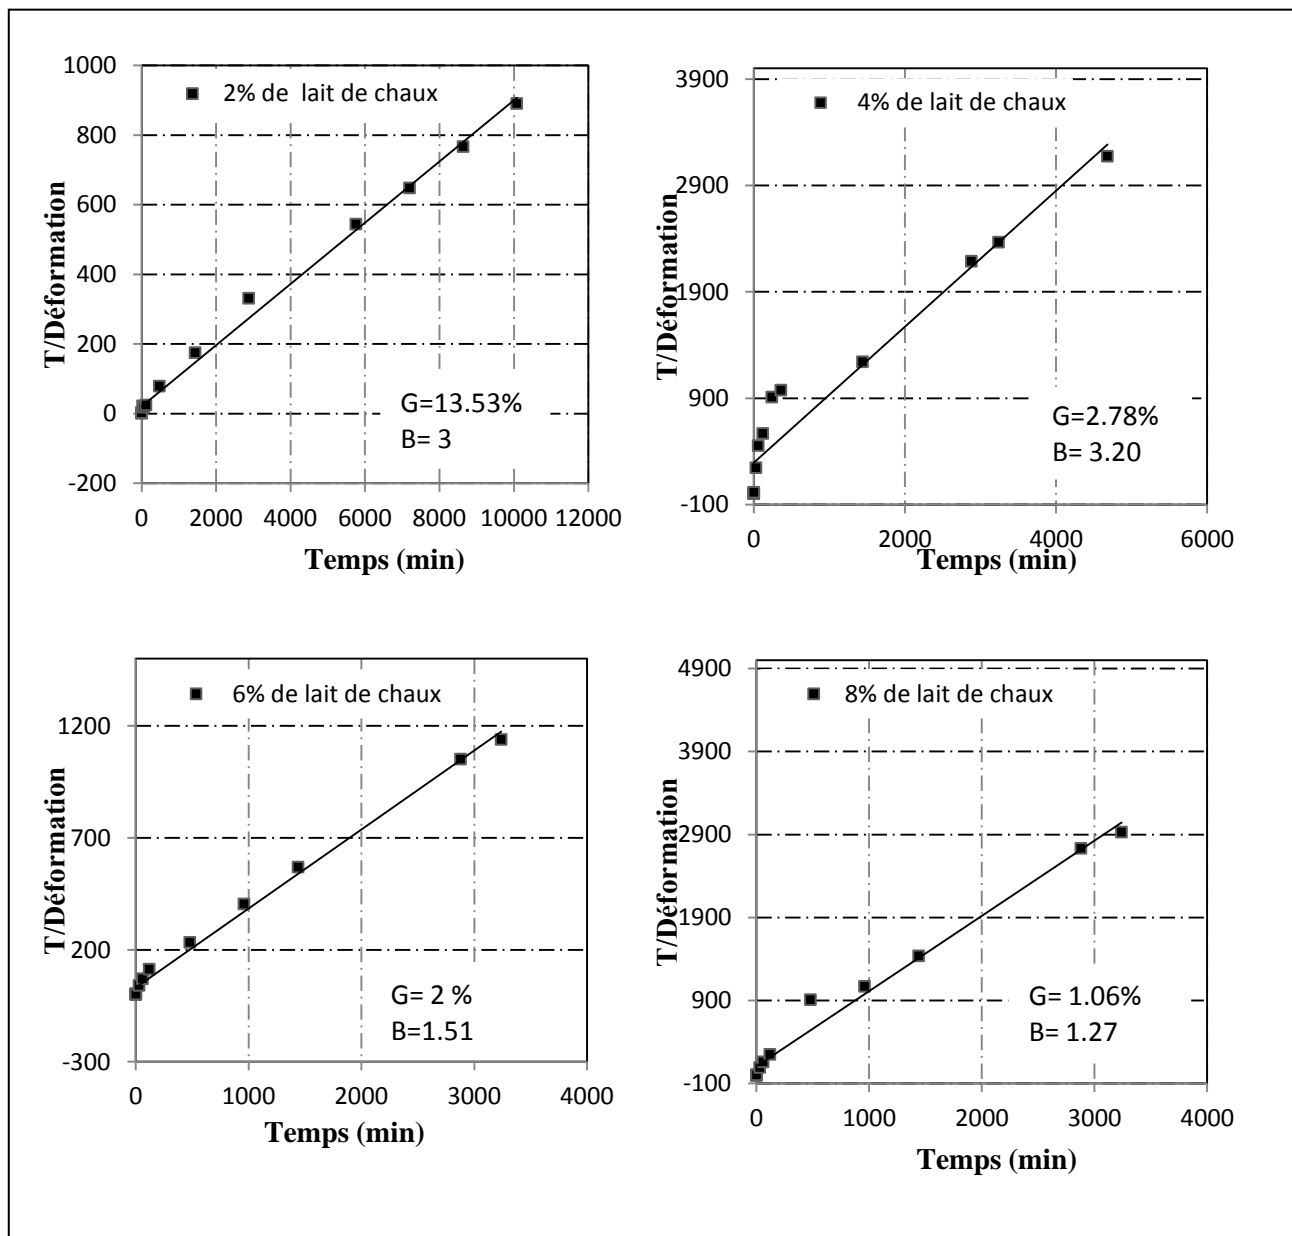 1000
800
600
400
200
0
-200
T/Déformation
2% de lait de chaux
G=13.53%
B= 3
0 2000 4000 6000 8000 10000 12000
Temps (min)
3900
2900
1900
900
-100
T/Déformation
4% de lait de chaux
G=2.78%
B= 3.20
0 2000 4000 6000
Temps (min)
1200
700
200
-300
T/Déformation
6% de lait de chaux
G= 2 %
B=1.51
0 1000 2000 3000 4000
Temps (min)
4900
3900
2900
1900
900
-100
T/Déformation
8% de lait de chaux
G= 1.06%
B= 1.27
0 1000 2000 3000 4000
Temps (min)